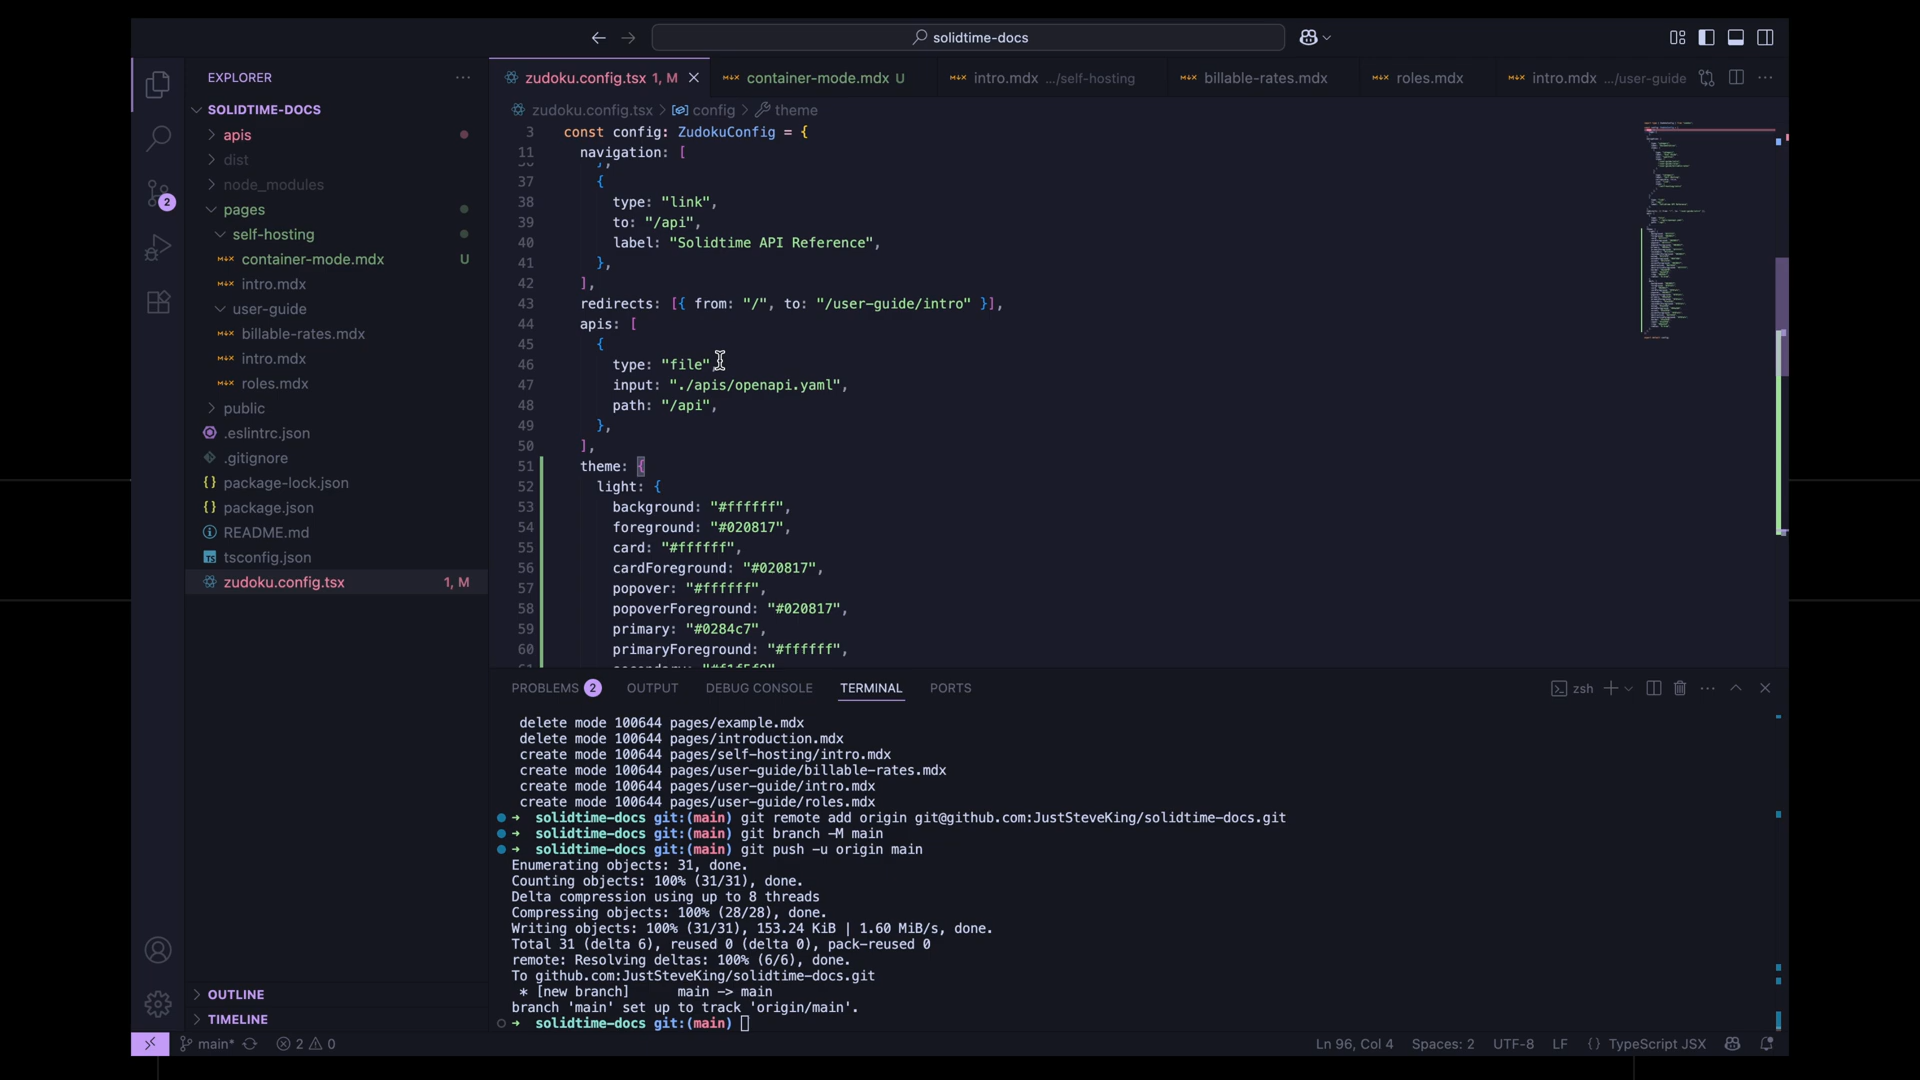 solidtime-docs
EXPLORER
zudoku.config.tsx 1, M
container-mode.mdx U
intro.mdx .../self-hosting
billable-rates.mdx
roles.mdx
intro.mdx .../user-guide
SOLIDTIME-DOCS
apis
dist
node_modules
pages
self-hosting
container-mode.mdx U
intro.mdx
user-guide
billable-rates.mdx
intro.mdx
roles.mdx
public
.eslintrc.json
.gitignore
package-lock.json
package.json
README.md
tsconfig.json
zudoku.config.tsx 1, M
OUTLINE
TIMELINE
2
zudoku.config.tsx > config > theme
3 const config: ZudokuConfig = {
11 navigation: [
36 },
37 {
38 type: "link",
39 to: "/api",
40 label: "Solidtime API Reference",
41 },
42 ],
43 redirects: [{ from: "/", to: "/user-guide/intro" }],
44 apis: [
45 {
46 type: "file",
47 input: "./apis/openapi.yaml",
48 path: "/api",
49 },
50 ],
51 theme: {
52 light: {
53 background: "#ffffff",
54 foreground: "#020817",
55 card: "#ffffff",
56 cardForeground: "#020817",
57 popover: "#ffffff",
58 popoverForeground: "#020817",
59 primary: "#0284c7",
60 primaryForeground: "#ffffff",
PROBLEMS 2 OUTPUT DEBUG CONSOLE TERMINAL PORTS
zsh
delete mode 100644 pages/example.mdx
delete mode 100644 pages/introduction.mdx
create mode 100644 pages/self-hosting/intro.mdx
create mode 100644 pages/user-guide/billable-rates.mdx
create mode 100644 pages/user-guide/intro.mdx
create mode 100644 pages/user-guide/roles.mdx
➜ solidtime-docs git:(main) git remote add origin git@github.com:JustSteveKing/solidtime-docs.git
➜ solidtime-docs git:(main) git branch -M main
➜ solidtime-docs git:(main) git push -u origin main
Enumerating objects: 31, done.
Counting objects: 100% (31/31), done.
Delta compression using up to 8 threads
Compressing objects: 100% (28/28), done.
Writing objects: 100% (31/31), 153.24 KiB | 1.60 MiB/s, done.
Total 31 (delta 6), reused 0 (delta 0), pack-reused 0
remote: Resolving deltas: 100% (6/6), done.
To github.com:JustSteveKing/solidtime-docs.git
* [new branch] main -> main
branch 'main' set up to track 'origin/main'.
➜ solidtime-docs git:(main)
main* 2 0
Ln 96, Col 4 Spaces: 2 UTF-8 LF {} TypeScript JSX